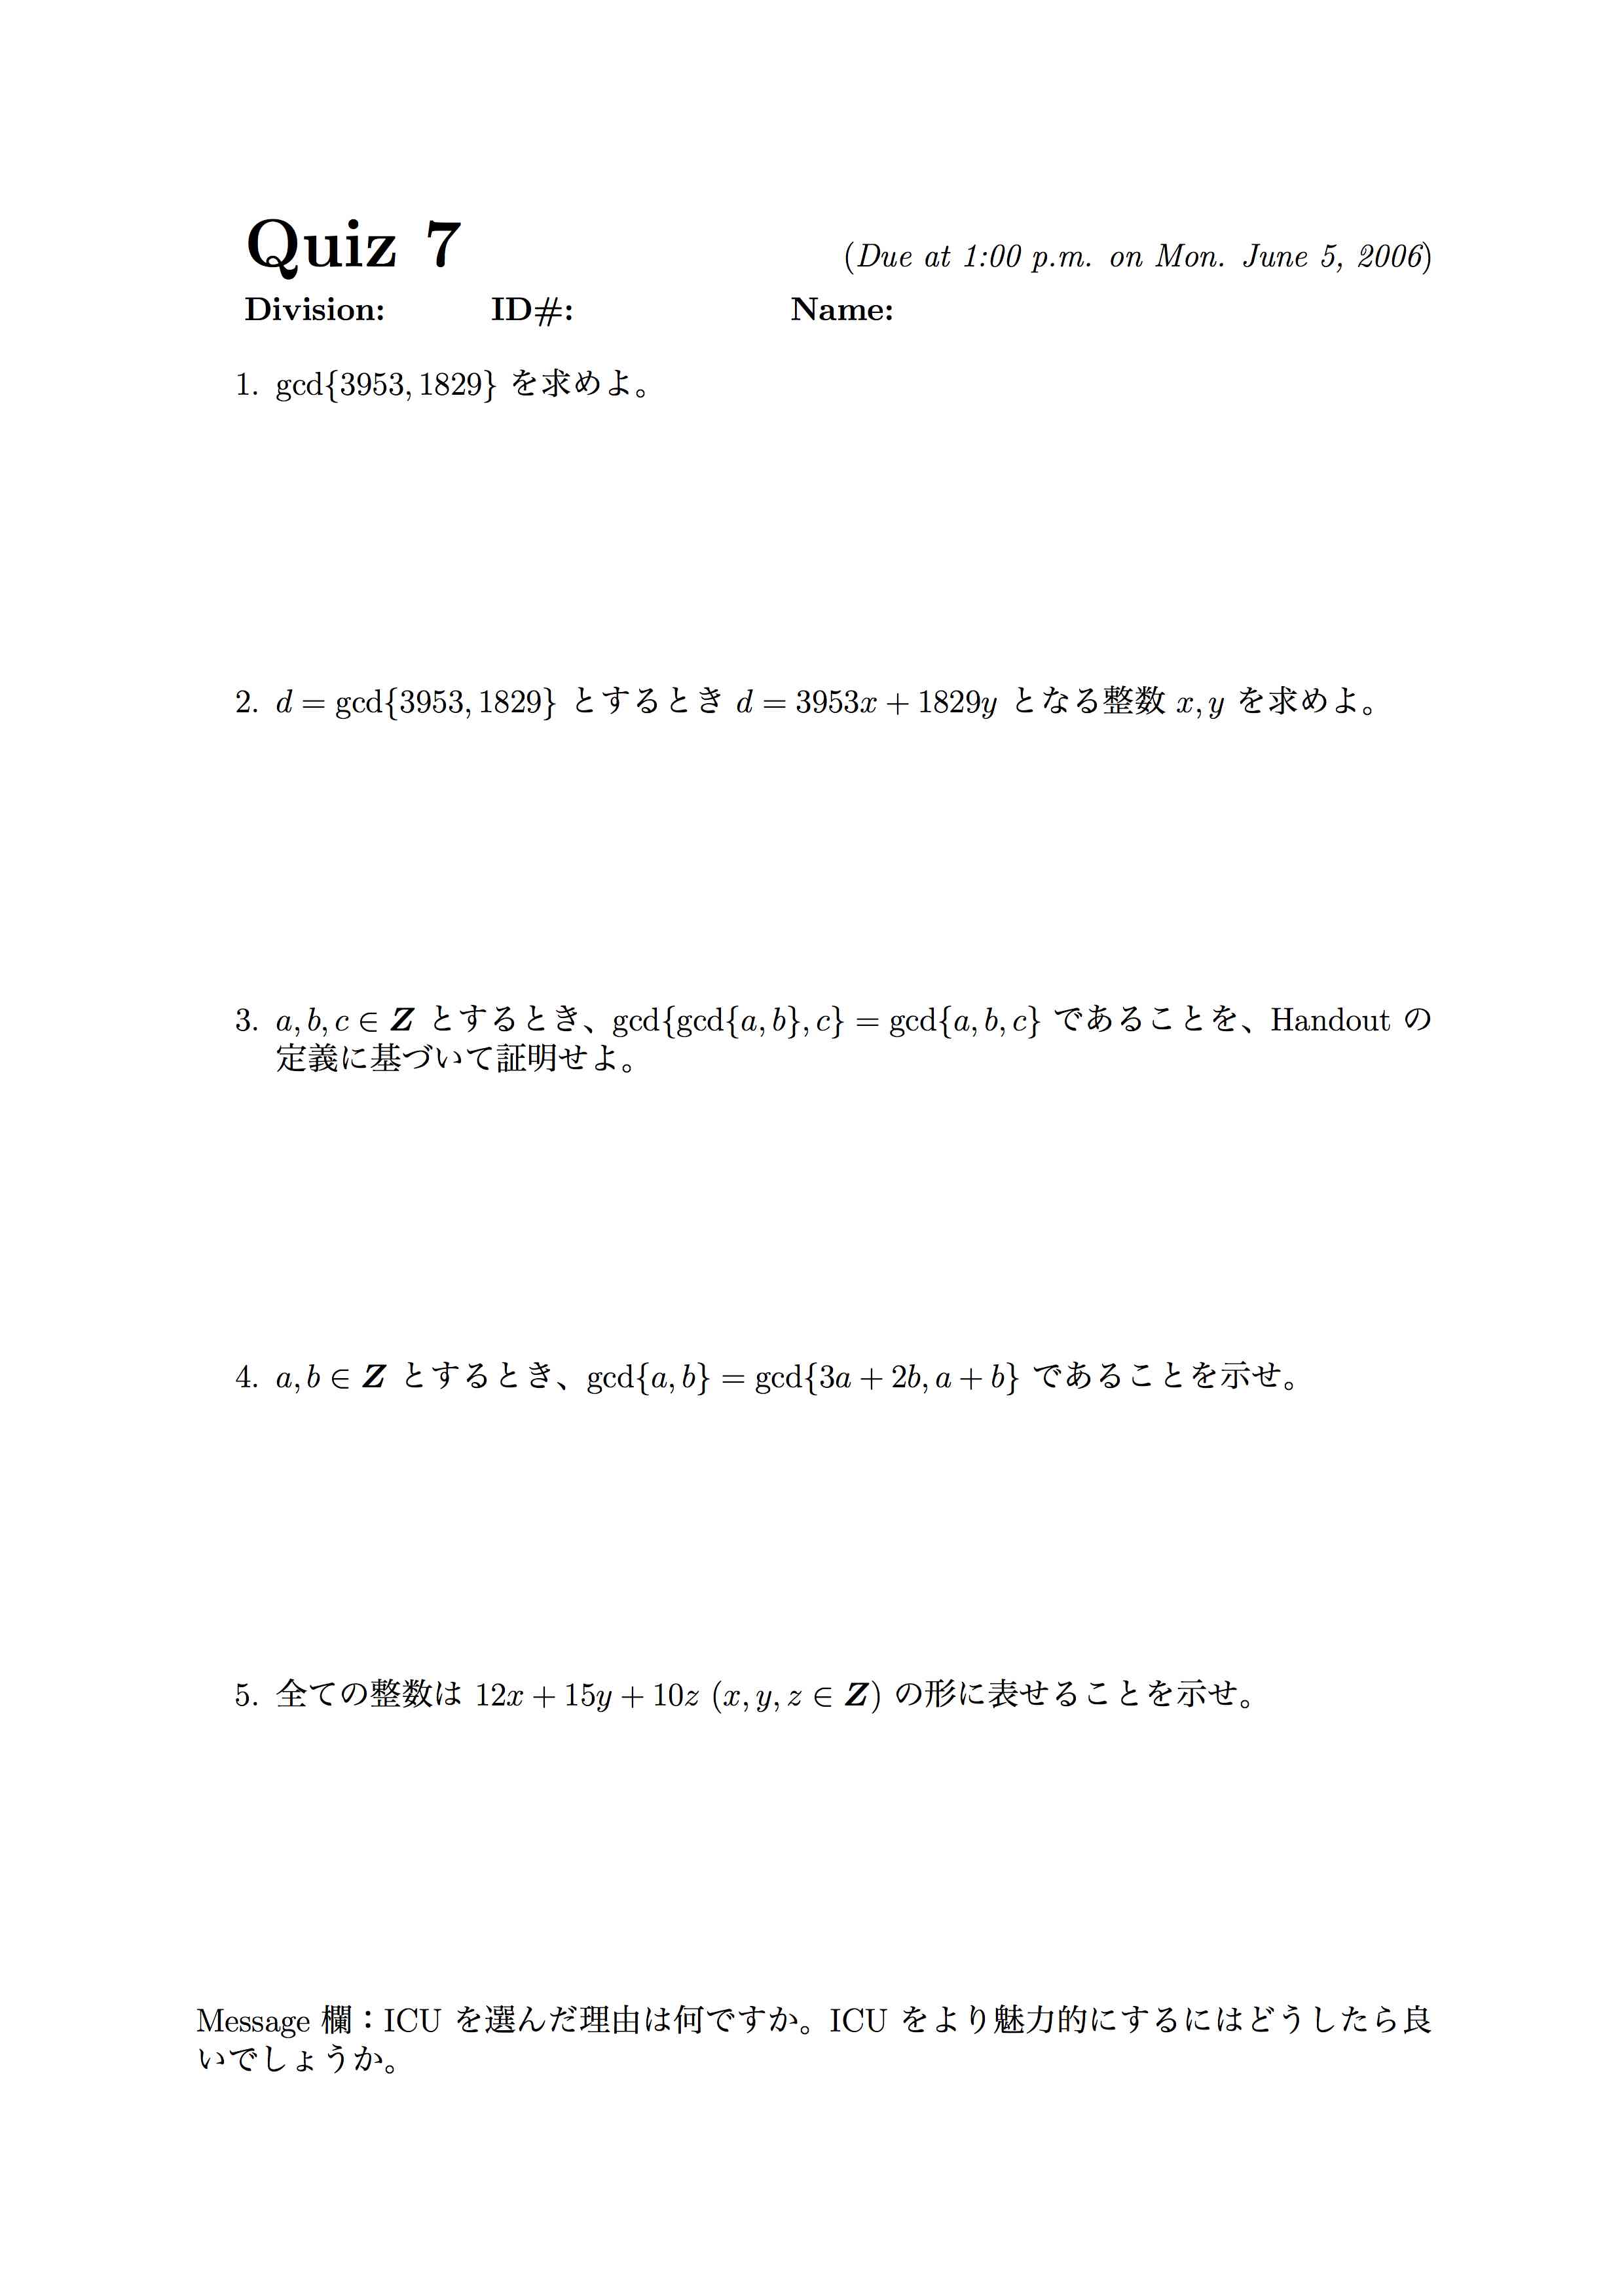 Quiz 7 (Due at 1:00 p.m. on Mon. June 5, 2006)
Division: ID#: Name:
1. gcd{3953, 1829} を求めよ。
2. d = gcd{3953, 1829} とするとき d = 3953x + 1829y となる整数 x, y を求めよ。
3. a, b, c ∈ Z とするとき、gcd{gcd{a, b}, c} = gcd{a, b, c} であることを、Handout の
定義に基づいて証明せよ。
4. a, b ∈ Z とするとき、gcd{a, b} = gcd{3a + 2b, a + b} であることを示せ。
5. 全ての整数は 12x + 15y + 10z (x, y, z ∈ Z) の形に表せることを示せ。
Message 欄：ICU を選んだ理由は何ですか。ICU をより魅力的にするにはどうしたら良
いでしょうか。